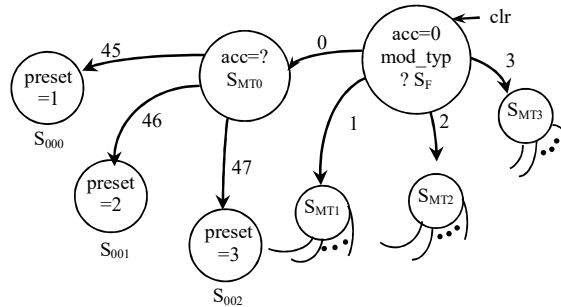 acc=0
mod_typ
? S_F
clr
0
acc=?
S_MT0
45
preset
=1
S_000
46
preset
=2
S_001
47
preset
=3
S_002
1
S_MT1
2
S_MT2
3
S_MT3